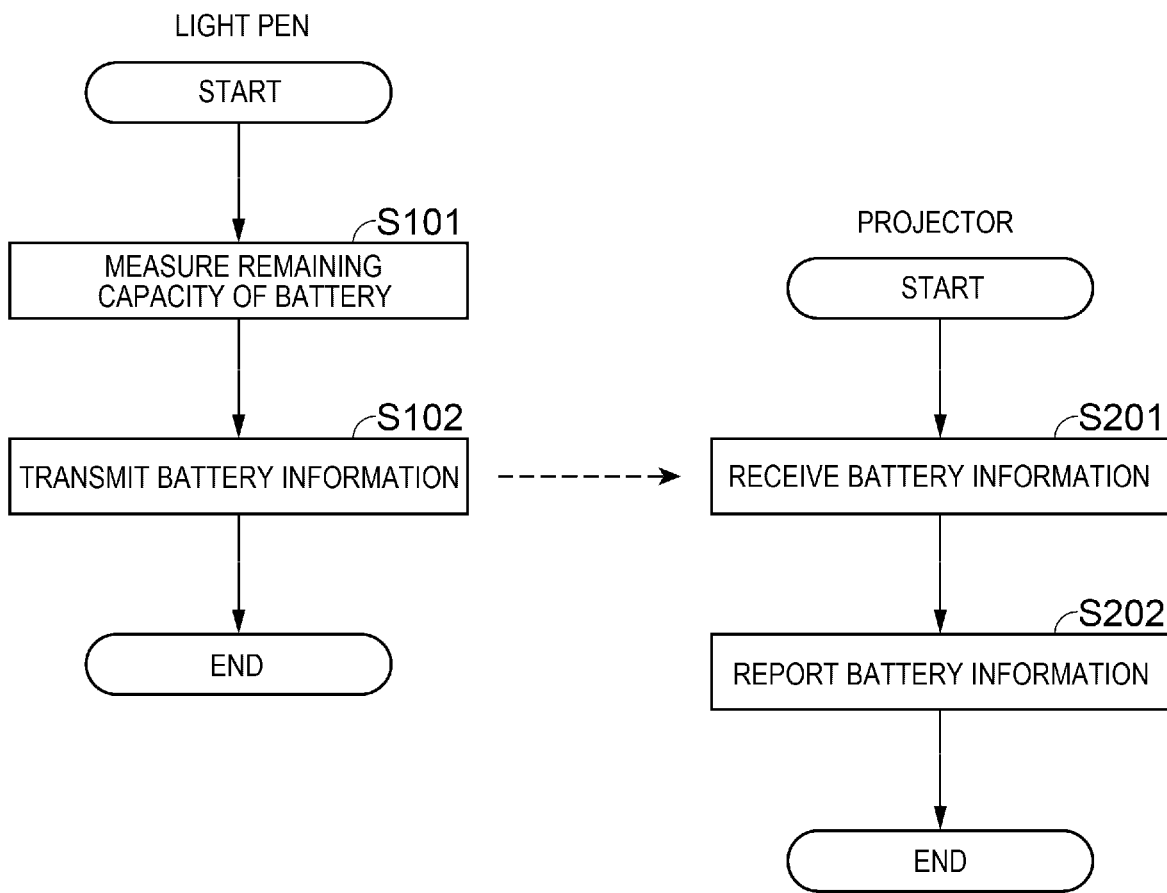 LIGHT PEN
START
S101
MEASURE REMAINING
CAPACITY OF BATTERY
S102
TRANSMIT BATTERY INFORMATION
END
PROJECTOR
START
S201
RECEIVE BATTERY INFORMATION
S202
REPORT BATTERY INFORMATION
END